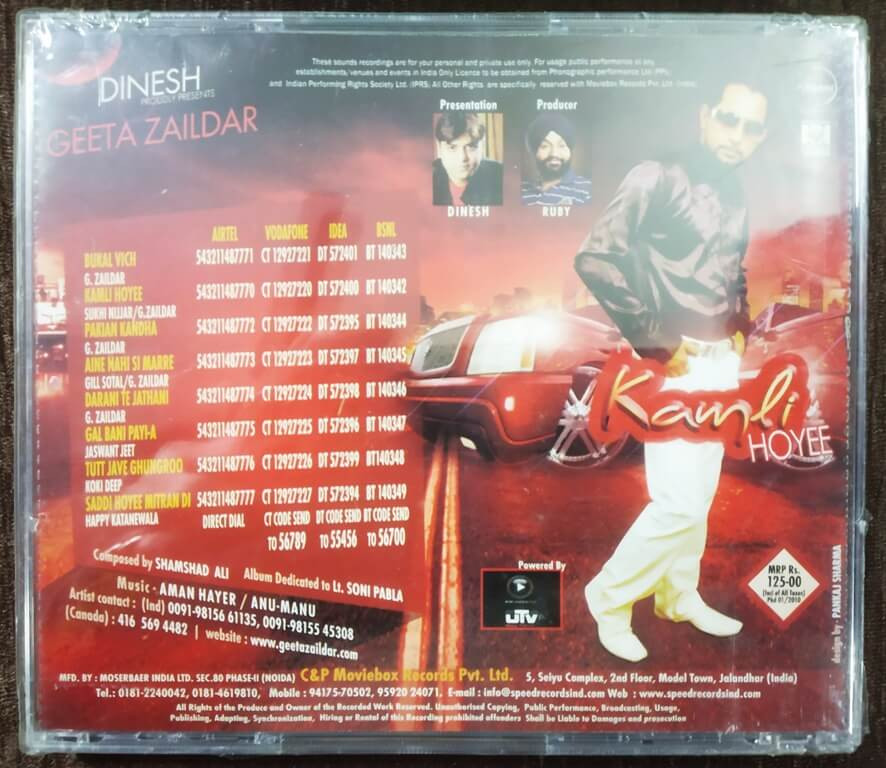 These sounds recordings are for your personal and private use only. For usage public performance at any
establishments/venues and events in India Only Licence to be obtained from Phonographic performance Ltd (PPL)
and Indian Performing Rights Society Ltd. (IPRS) All Other Rights are specifically reserved with Moviebox Records Pvt. Ltd.
DINESH
PROUDLY PRESENTS
GEETA ZAILDAR
Presentation Producer
DINESH RUBY
AIRTEL VODAFONE IDEA BSNL
BUKAL VICH 543211487771 CT 12927221 DT 572401 BT 140343
G. ZAILDAR
KAMLI HOYEE 543211487770 CT 12927220 DT 572400 BT 140342
SUKHI NIJJAR/G.ZAILDAR
PARIAN KANDHA 543211487772 CT 12927222 DT 572395 BT 140344
G. ZAILDAR
AINE NAHI SI MARRE 543211487773 CT 12927223 DT 572397 BT 140345
GILL SOTAL/G. ZAILDAR
DARANI TE JATHANI 543211487774 CT 12927224 DT 572398 BT 140346
G. ZAILDAR
GAL BANI PAYI-A 543211487775 CT 12927225 DT 572396 BT 140347
JASWANT JEET
TUTT JAVE GHUNGROO 543211487776 CT 12927226 DT 572399 BT140348
KOKI DEEP
SADDI HOYEE MITRAN DI 543211487777 CT 12927227 DT 572394 BT 140349
HAPPY KATANEWALA DIRECT DIAL CT CODE SEND DT CODE SEND BT CODE SEND
TO 56789 TO 55456 TO 56700
Kamli
HOYEE
Composed by SHAMSHAD ALI Album Dedicated to Lt. SONI PABLA
Music - AMAN HAYER / ANU-MANU
Artist contact : (Ind) 0091-98156 61135, 0091-98155 45308
(Canada) : 416 569 4482 | website : www.geetazaildar.com
Powered By
UTV
MRP Rs.
125-00
(Incl of All Taxes)
Pkd 01/2010
design by - PANKAJ SHARMA
MFD. BY : MOSERBAER INDIA LTD. SEC.80 PHASE-II (NOIDA) C&P Moviebox Records Pvt. Ltd. 5, Seiyu Complex, 2nd Floor, Model Town, Jalandhar (India)
Tel.: 0181-2240042, 0181-4619810, Mobile : 94175-70502, 95920 24071. E-mail : info@speedrecordsind.com Web : www.speedrecordsind.com
All Rights of the Produce and Owner of the Recorded Work Reserved. Unauthorised Copying, Public Performance, Broadcasting, Usage,
Publishing, Adapting, Synchronization, Hiring or Rental of this Recording prohibited offenders Shall be Liable to Damages and prosecution